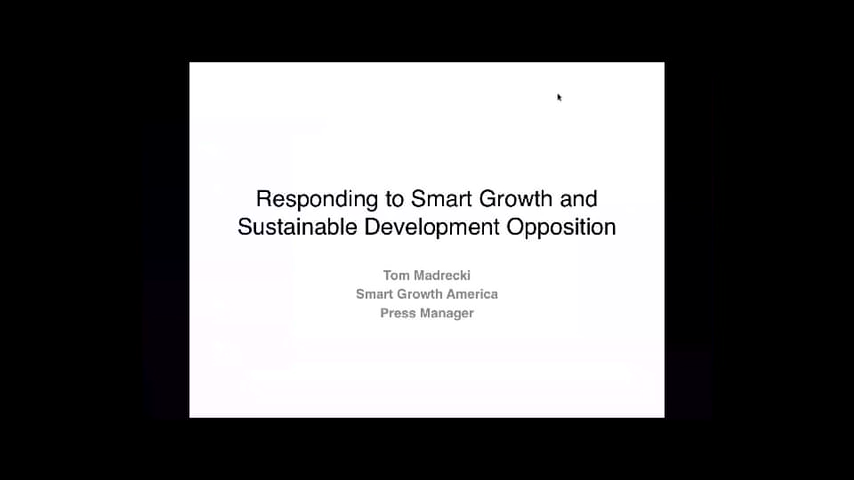 Responding to Smart Growth and
Sustainable Development Opposition
Tom Madrecki
Smart Growth America
Press Manager